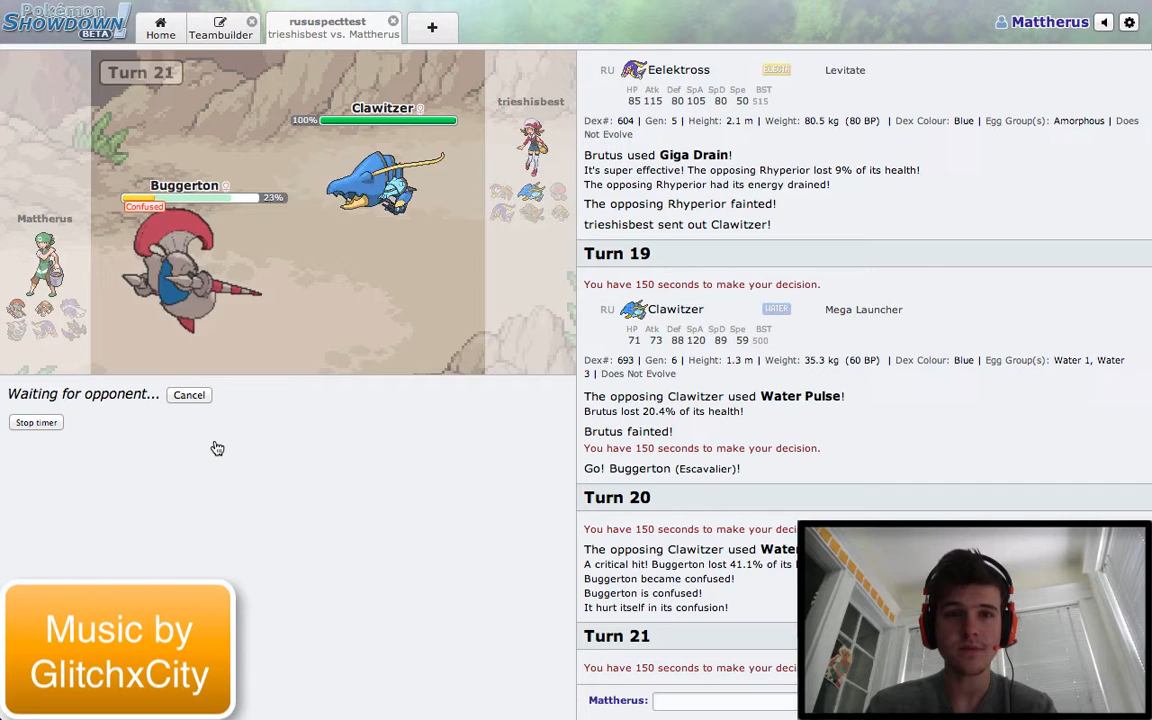 Pokémon
SHOWDOWN!
BETA
Home
Teambuilder
rususpecttest
trieshisbest vs. Mattherus
Mattherus
Turn 21
Clawitzer
100%
trieshisbest
Buggerton
23%
Confused
Mattherus
Waiting for opponent...
Cancel
Stop timer
Music by
GlitchxCity
RU Eelektross ELECTR Levitate
HP Atk Def SpA SpD Spe BST
85 115 80 105 80 50 515
Dex#: 604 | Gen: 5 | Height: 2.1 m | Weight: 80.5 kg (80 BP) | Dex Colour: Blue | Egg Group(s): Amorphous | Does
Not Evolve
Brutus used Giga Drain!
It's super effective! The opposing Rhyperior lost 9% of its health!
The opposing Rhyperior had its energy drained!
The opposing Rhyperior fainted!
trieshisbest sent out Clawitzer!
Turn 19
You have 150 seconds to make your decision.
RU Clawitzer WATER Mega Launcher
HP Atk Def SpA SpD Spe BST
71 73 88 120 89 59 500
Dex#: 693 | Gen: 6 | Height: 1.3 m | Weight: 35.3 kg (60 BP) | Dex Colour: Blue | Egg Group(s): Water 1, Water
3 | Does Not Evolve
The opposing Clawitzer used Water Pulse!
Brutus lost 20.4% of its health!
Brutus fainted!
You have 150 seconds to make your decision.
Go! Buggerton (Escavalier)!
Turn 20
You have 150 seconds to make your deci
The opposing Clawitzer used Water
A critical hit! Buggerton lost 41.1% of its
Buggerton became confused!
Buggerton is confused!
It hurt itself in its confusion!
Turn 21
You have 150 seconds to make your deci
Mattherus: